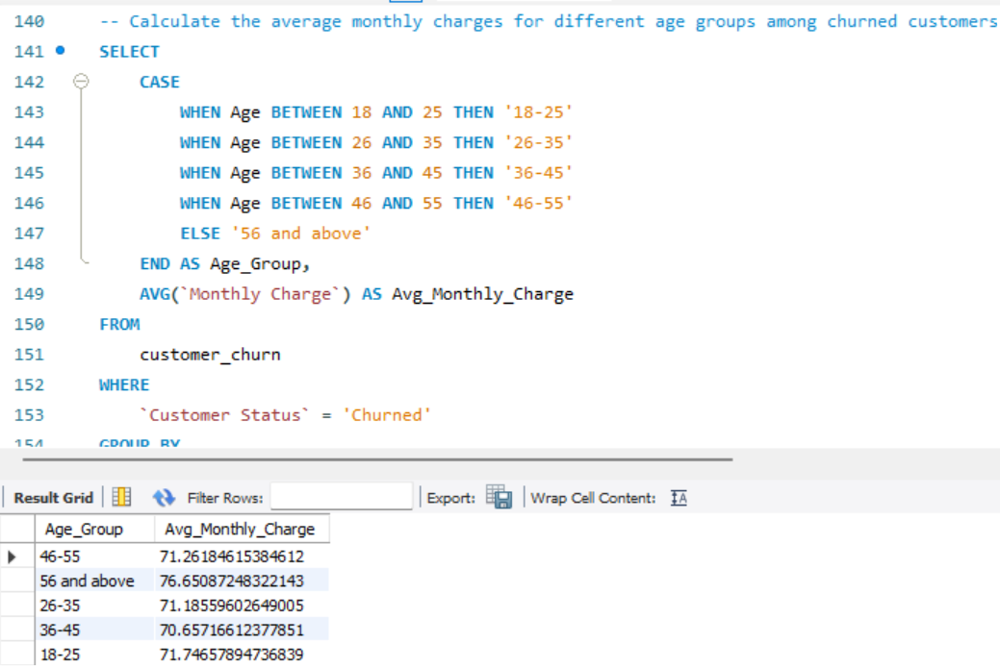 140 -- Calculate the average monthly charges for different age groups among churned customers
141 SELECT
142 CASE
143 WHEN Age BETWEEN 18 AND 25 THEN '18-25'
144 WHEN Age BETWEEN 26 AND 35 THEN '26-35'
145 WHEN Age BETWEEN 36 AND 45 THEN '36-45'
146 WHEN Age BETWEEN 46 AND 55 THEN '46-55'
147 ELSE '56 and above'
148 END AS Age_Group,
149 AVG(`Monthly Charge`) AS Avg_Monthly_Charge
150 FROM
151 customer_churn
152 WHERE
153 `Customer Status` = 'Churned'
154 GROUP BY
Result Grid Filter Rows: Export: Wrap Cell Content:
Age_Group Avg_Monthly_Charge
46-55 71.26184615384612
56 and above 76.65087248322143
26-35 71.18559602649005
36-45 70.65716612377851
18-25 71.74657894736839